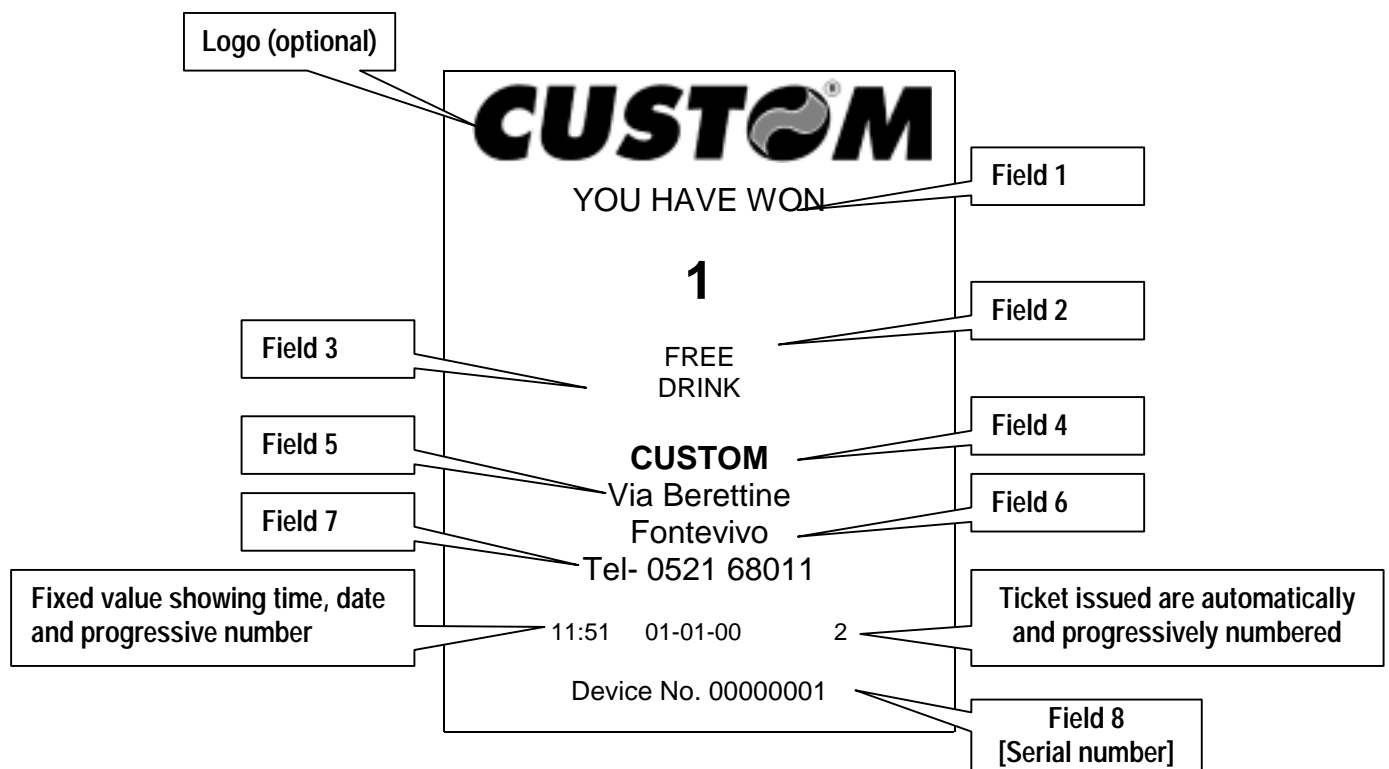 Logo (optional)
CUSTOM®
Field 1
YOU HAVE WON
1
Field 2
Field 3
FREE
DRINK
Field 4
Field 5
CUSTOM
Via Berettine
Field 6
Field 7
Fontevivo
Tel- 0521 68011
Fixed value showing time, date
and progressive number
11:51 01-01-00 2
Ticket issued are automatically
and progressively numbered
Device No. 00000001
Field 8
[Serial number]